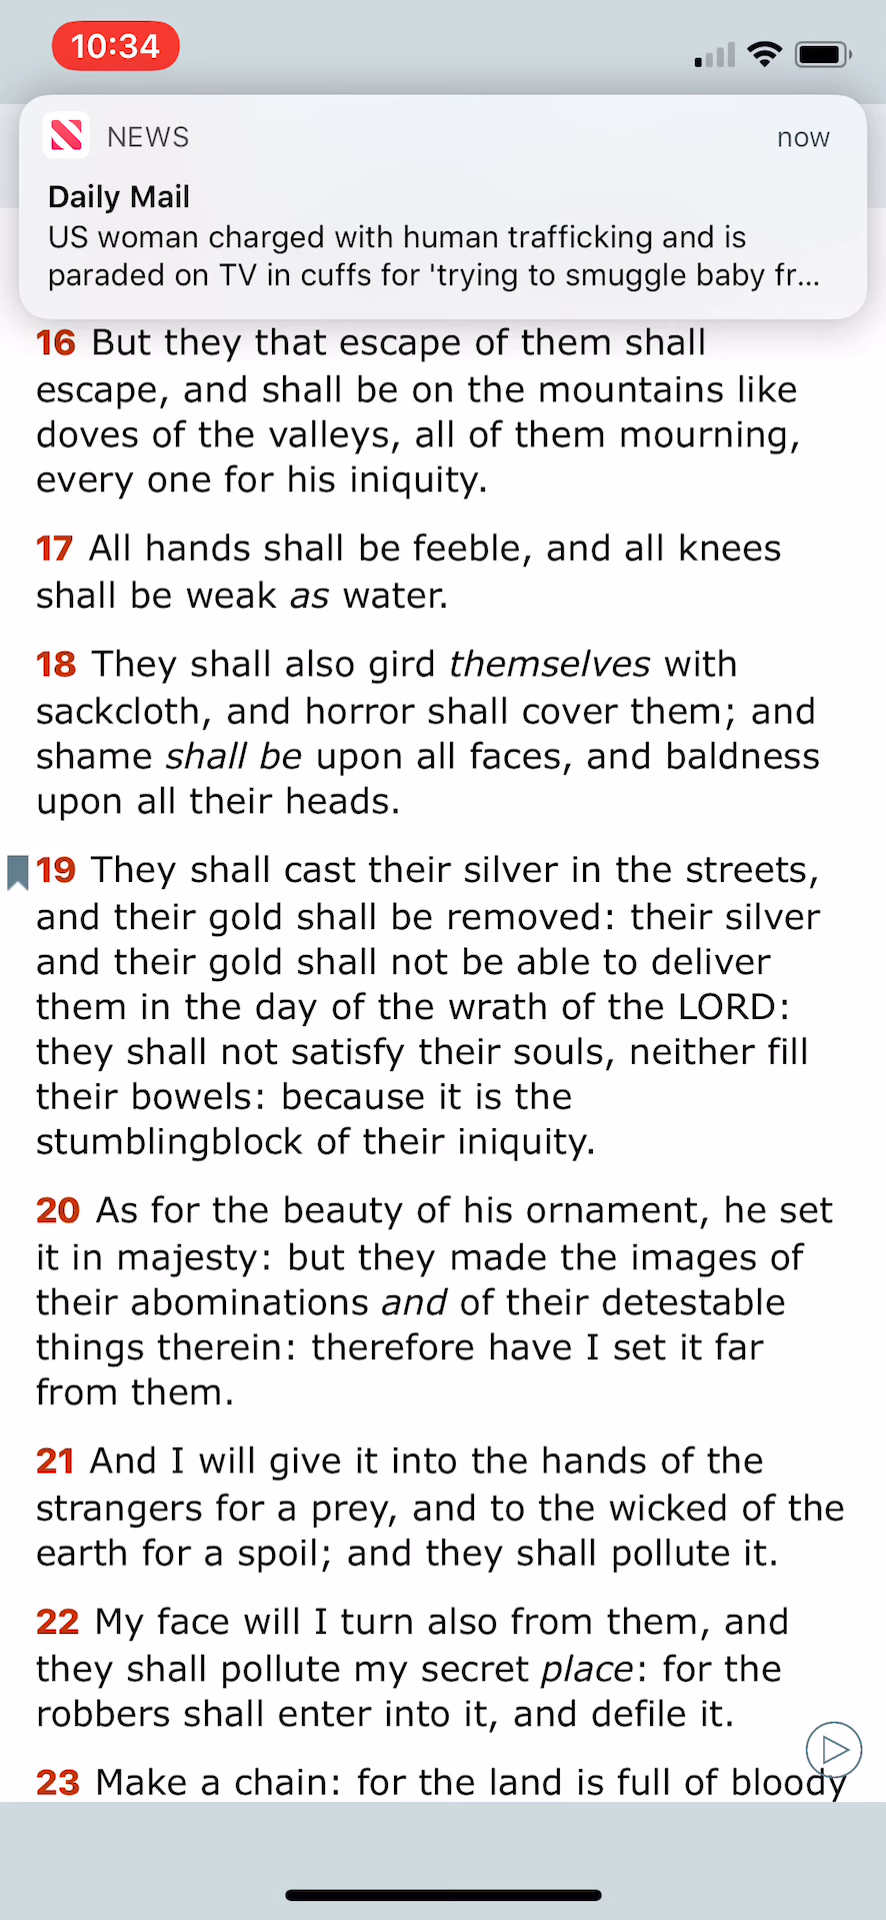 10:34
NEWS
now
Daily Mail
US woman charged with human trafficking and is
paraded on TV in cuffs for 'trying to smuggle baby fr...
16 But they that escape of them shall
escape, and shall be on the mountains like
doves of the valleys, all of them mourning,
every one for his iniquity.
17 All hands shall be feeble, and all knees
shall be weak as water.
18 They shall also gird themselves with
sackcloth, and horror shall cover them; and
shame shall be upon all faces, and baldness
upon all their heads.
19 They shall cast their silver in the streets,
and their gold shall be removed: their silver
and their gold shall not be able to deliver
them in the day of the wrath of the LORD:
they shall not satisfy their souls, neither fill
their bowels: because it is the
stumblingblock of their iniquity.
20 As for the beauty of his ornament, he set
it in majesty: but they made the images of
their abominations and of their detestable
things therein: therefore have I set it far
from them.
21 And I will give it into the hands of the
strangers for a prey, and to the wicked of the
earth for a spoil; and they shall pollute it.
22 My face will I turn also from them, and
they shall pollute my secret place: for the
robbers shall enter into it, and defile it.
23 Make a chain: for the land is full of bloody